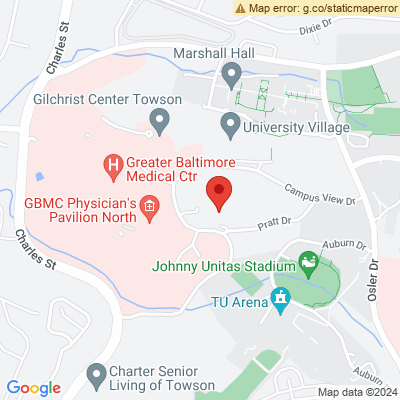 Map error: g.co/staticmaperror
Dixie Dr
Charles St
Marshall Hall
Gilchrist Center Towson
University Village
Greater Baltimore
Medical Ctr
GBMC Physician's
Pavilion North
Campus View Dr
Pratt Dr
Auburn Dr
Charles St
Johnny Unitas Stadium
Osler Dr
TU Arena
Charter Senior
Living of Towson
Google
Map data ©2024